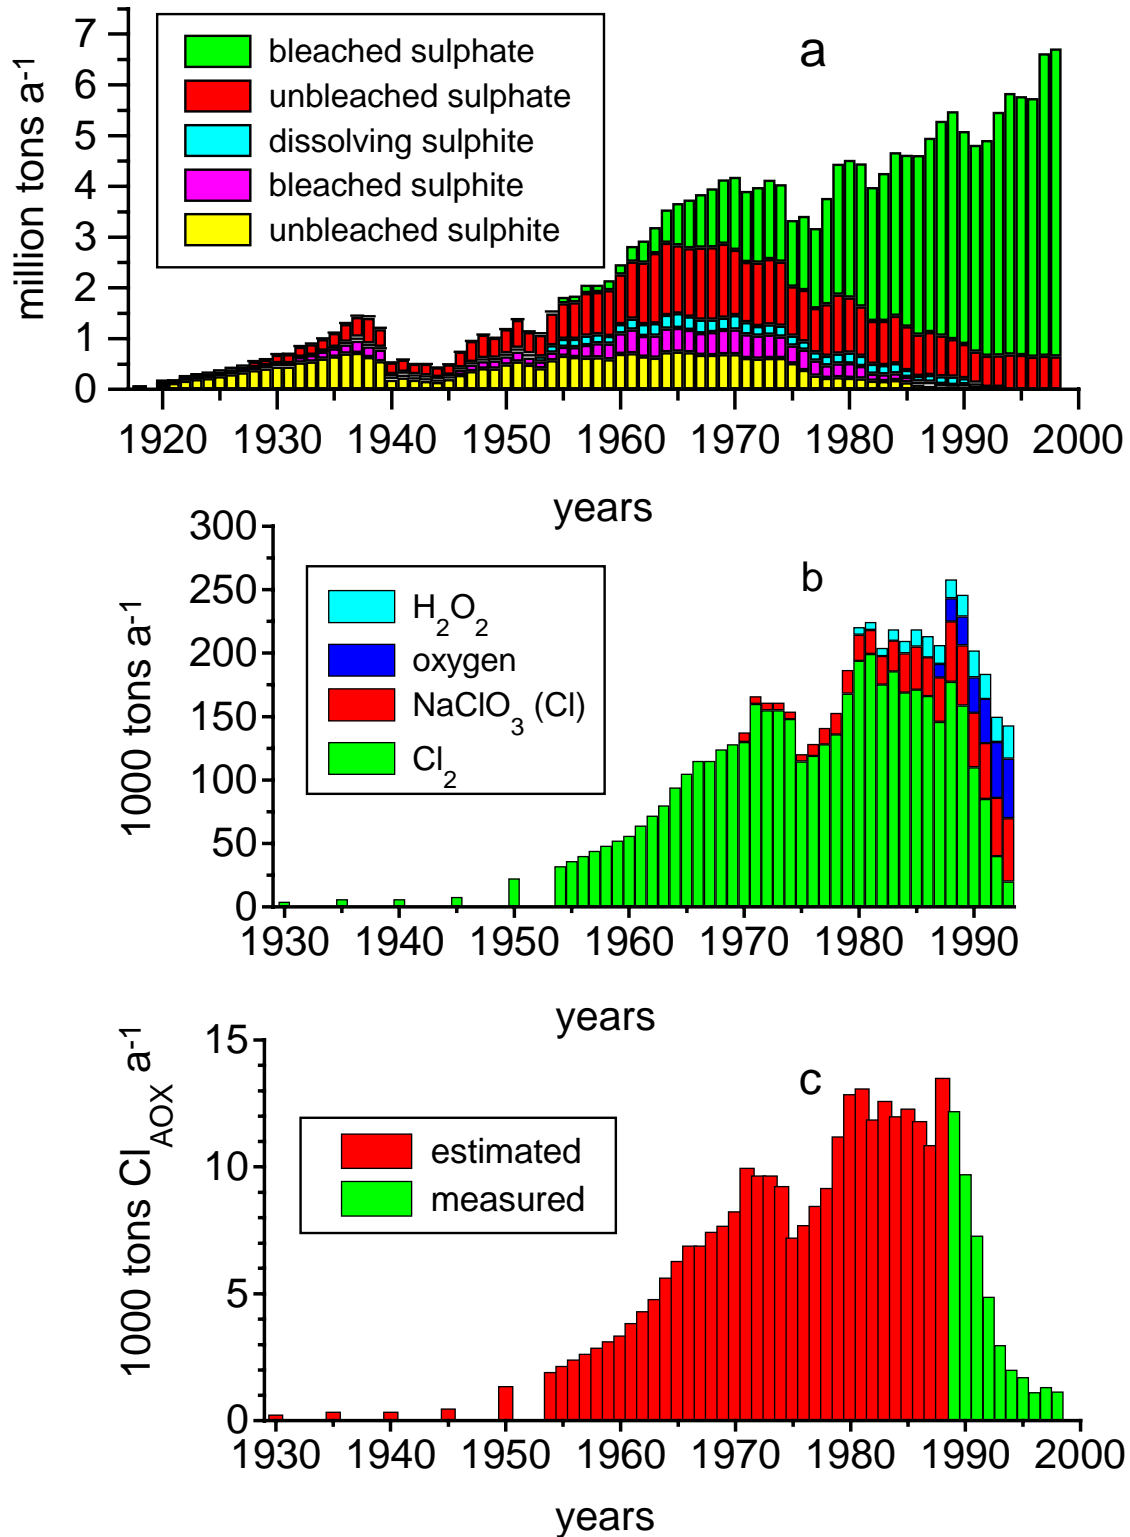 a
million tons a⁻¹
7
6
5
4
3
2
1
0
bleached sulphate
unbleached sulphate
dissolving sulphite
bleached sulphite
unbleached sulphite
1920 1930 1940 1950 1960 1970 1980 1990 2000
years
b
1000 tons a⁻¹
300
250
200
150
100
50
0
H₂O₂
oxygen
NaClO₃ (Cl)
Cl₂
1930 1940 1950 1960 1970 1980 1990
years
c
1000 tons Cl_AOX a⁻¹
15
10
5
0
estimated
measured
1930 1940 1950 1960 1970 1980 1990 2000
years